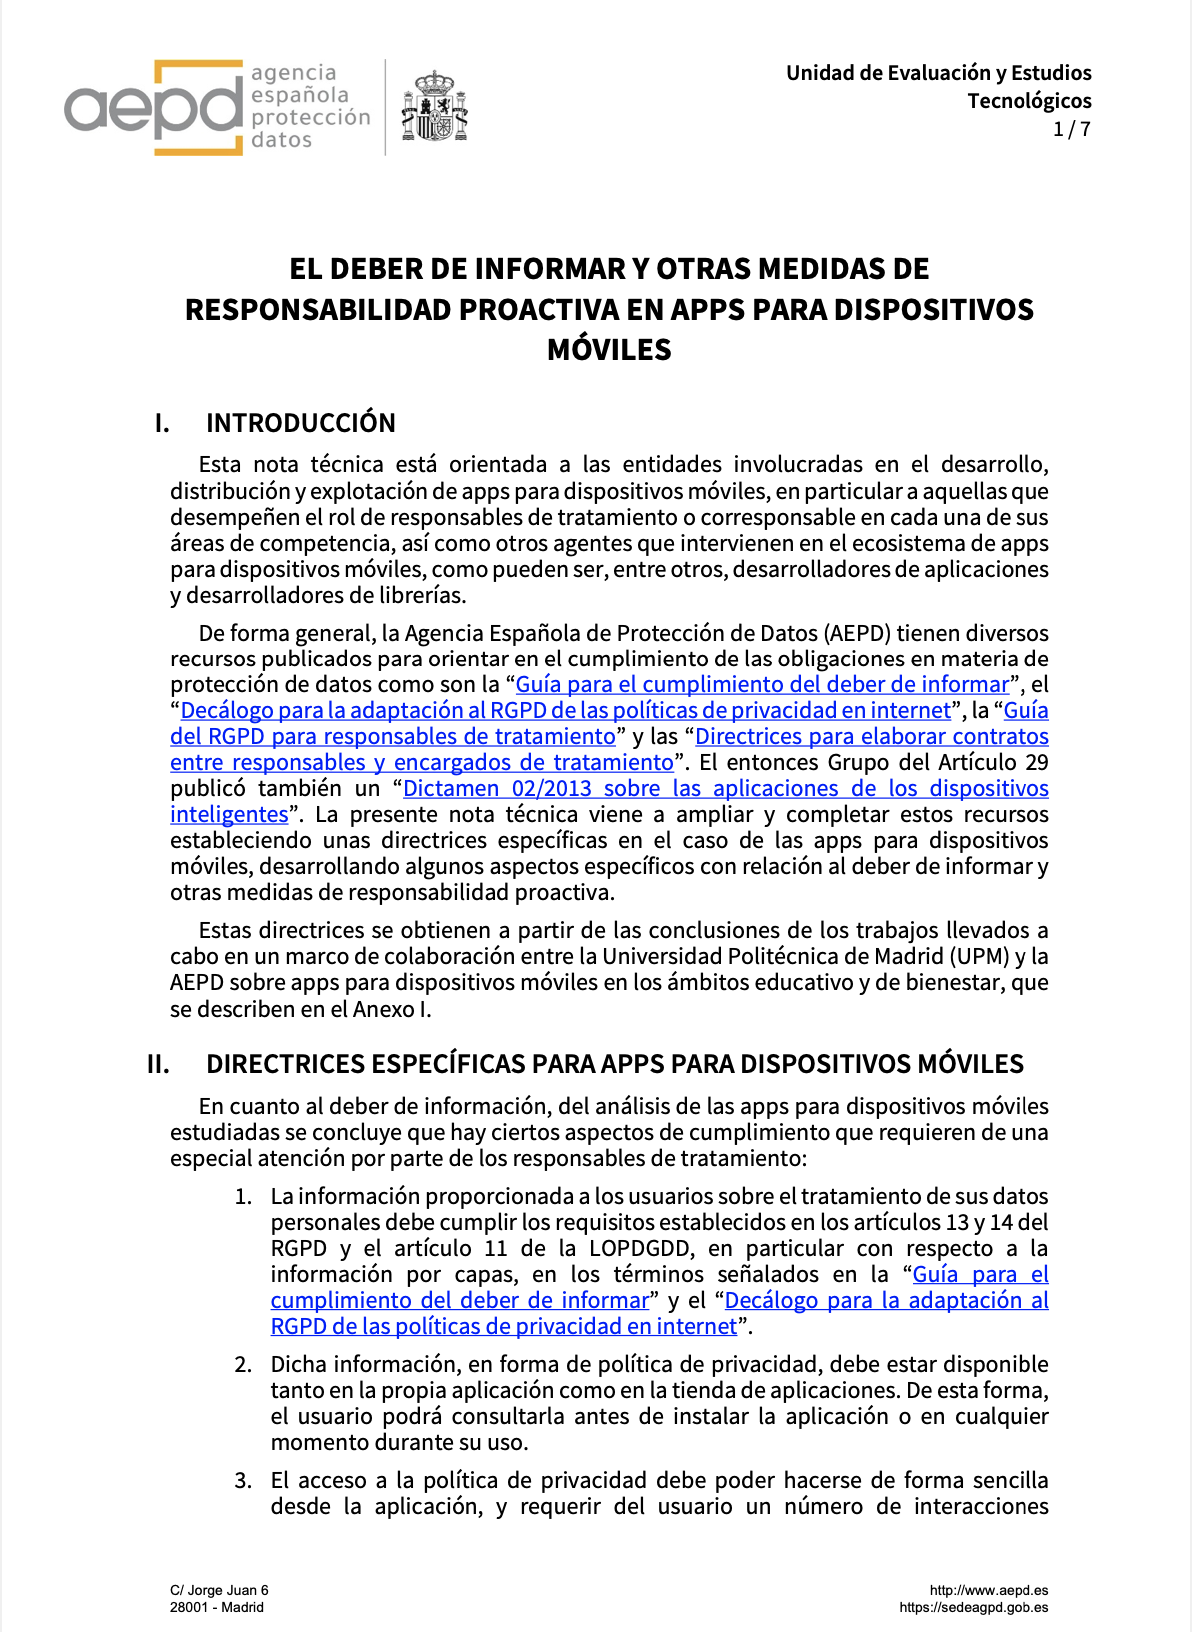 aepd
agencia
española
protección
datos
Unidad de Evaluación y Estudios
Tecnológicos
1 / 7
EL DEBER DE INFORMAR Y OTRAS MEDIDAS DE
RESPONSABILIDAD PROACTIVA EN APPS PARA DISPOSITIVOS
MÓVILES
I. INTRODUCCIÓN
Esta nota técnica está orientada a las entidades involucradas en el desarrollo,
distribución y explotación de apps para dispositivos móviles, en particular a aquellas que
desempeñen el rol de responsables de tratamiento o corresponsable en cada una de sus
áreas de competencia, así como otros agentes que intervienen en el ecosistema de apps
para dispositivos móviles, como pueden ser, entre otros, desarrolladores de aplicaciones
y desarrolladores de librerías.
De forma general, la Agencia Española de Protección de Datos (AEPD) tienen diversos
recursos publicados para orientar en el cumplimiento de las obligaciones en materia de
protección de datos como son la “Guía para el cumplimiento del deber de informar”, el
“Decálogo para la adaptación al RGPD de las políticas de privacidad en internet”, la “Guía
del RGPD para responsables de tratamiento” y las “Directrices para elaborar contratos
entre responsables y encargados de tratamiento”. El entonces Grupo del Artículo 29
publicó también un “Dictamen 02/2013 sobre las aplicaciones de los dispositivos
inteligentes”. La presente nota técnica viene a ampliar y completar estos recursos
estableciendo unas directrices específicas en el caso de las apps para dispositivos
móviles, desarrollando algunos aspectos específicos con relación al deber de informar y
otras medidas de responsabilidad proactiva.
Estas directrices se obtienen a partir de las conclusiones de los trabajos llevados a
cabo en un marco de colaboración entre la Universidad Politécnica de Madrid (UPM) y la
AEPD sobre apps para dispositivos móviles en los ámbitos educativo y de bienestar, que
se describen en el Anexo I.
II. DIRECTRICES ESPECÍFICAS PARA APPS PARA DISPOSITIVOS MÓVILES
En cuanto al deber de información, del análisis de las apps para dispositivos móviles
estudiadas se concluye que hay ciertos aspectos de cumplimiento que requieren de una
especial atención por parte de los responsables de tratamiento:
1. La información proporcionada a los usuarios sobre el tratamiento de sus datos
personales debe cumplir los requisitos establecidos en los artículos 13 y 14 del
RGPD y el artículo 11 de la LOPDGDD, en particular con respecto a la
información por capas, en los términos señalados en la “Guía para el
cumplimiento del deber de informar” y el “Decálogo para la adaptación al
RGPD de las políticas de privacidad en internet”.
2. Dicha información, en forma de política de privacidad, debe estar disponible
tanto en la propia aplicación como en la tienda de aplicaciones. De esta forma,
el usuario podrá consultarla antes de instalar la aplicación o en cualquier
momento durante su uso.
3. El acceso a la política de privacidad debe poder hacerse de forma sencilla
desde la aplicación, y requerir del usuario un número de interacciones
C/ Jorge Juan 6
28001 - Madrid
http://www.aepd.es
https://sedeagpd.gob.es